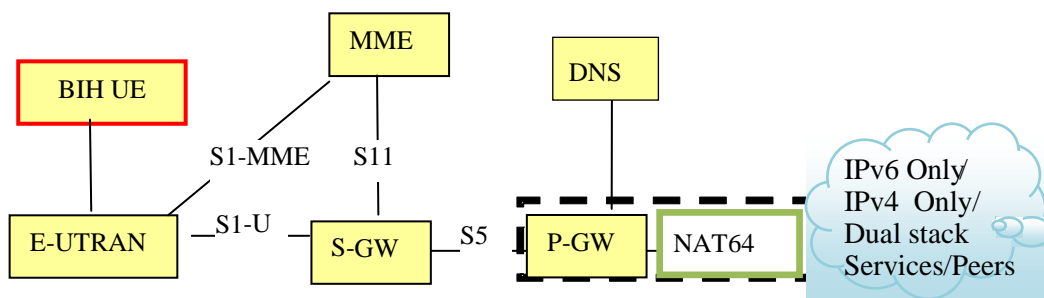 MME
DNS
BIH UE
S1-MME
S11
IPv6 Only/
IPv4 Only/
Dual stack
Services/Peers
E-UTRAN
S1-U
S-GW
S5
P-GW
NAT64